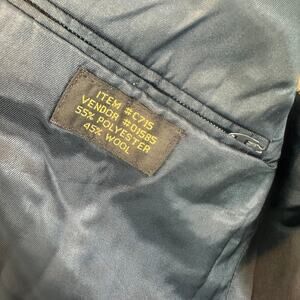 ITEM #C715
VENDOR #01585
55% POLYESTER
45% WOOL